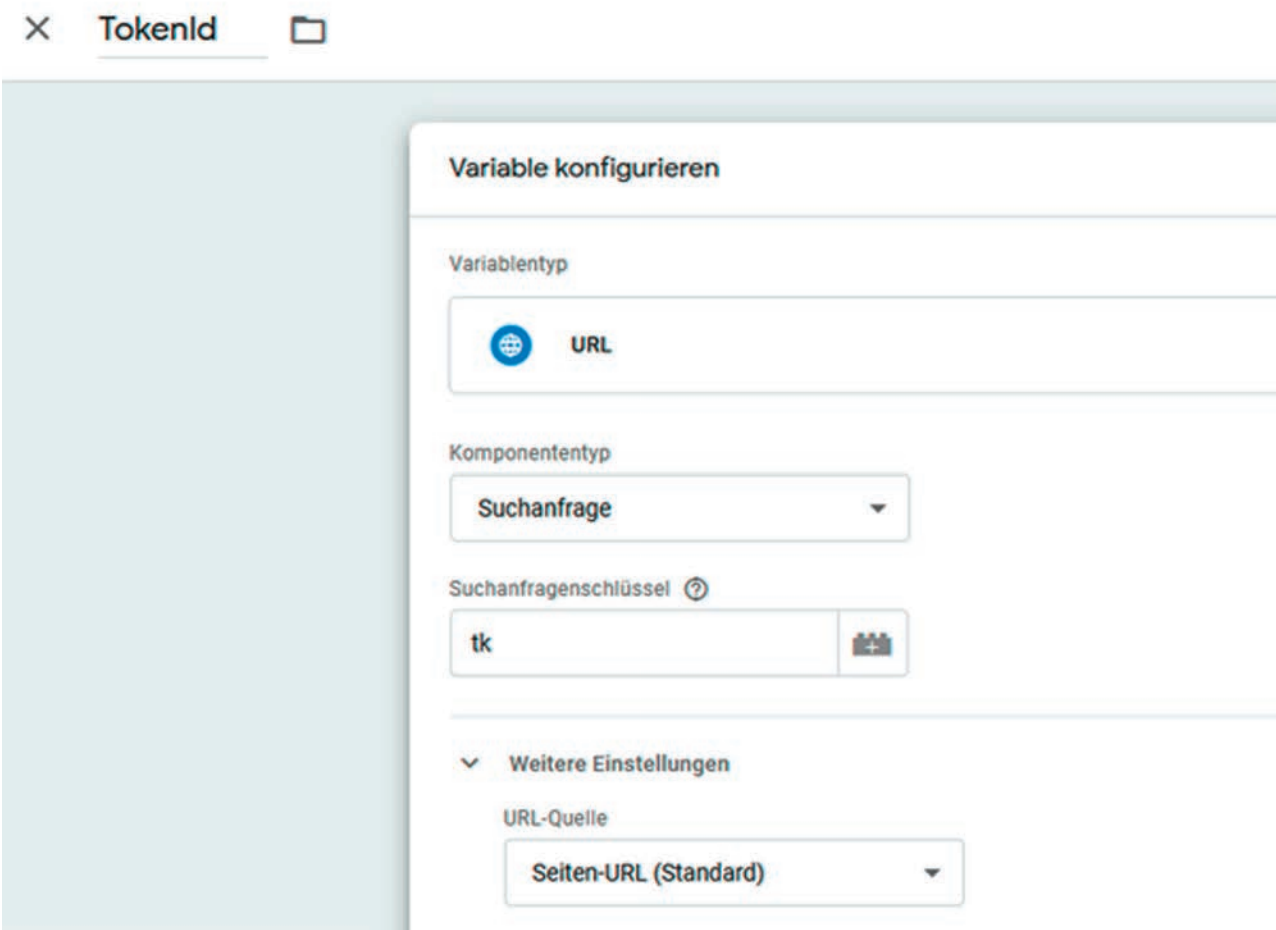 TokenId
Variable konfigurieren
Variablentyp
URL
Komponententyp
Suchanfrage
Suchanfragenschlüssel
tk
Weitere Einstellungen
URL-Quelle
Seiten-URL (Standard)